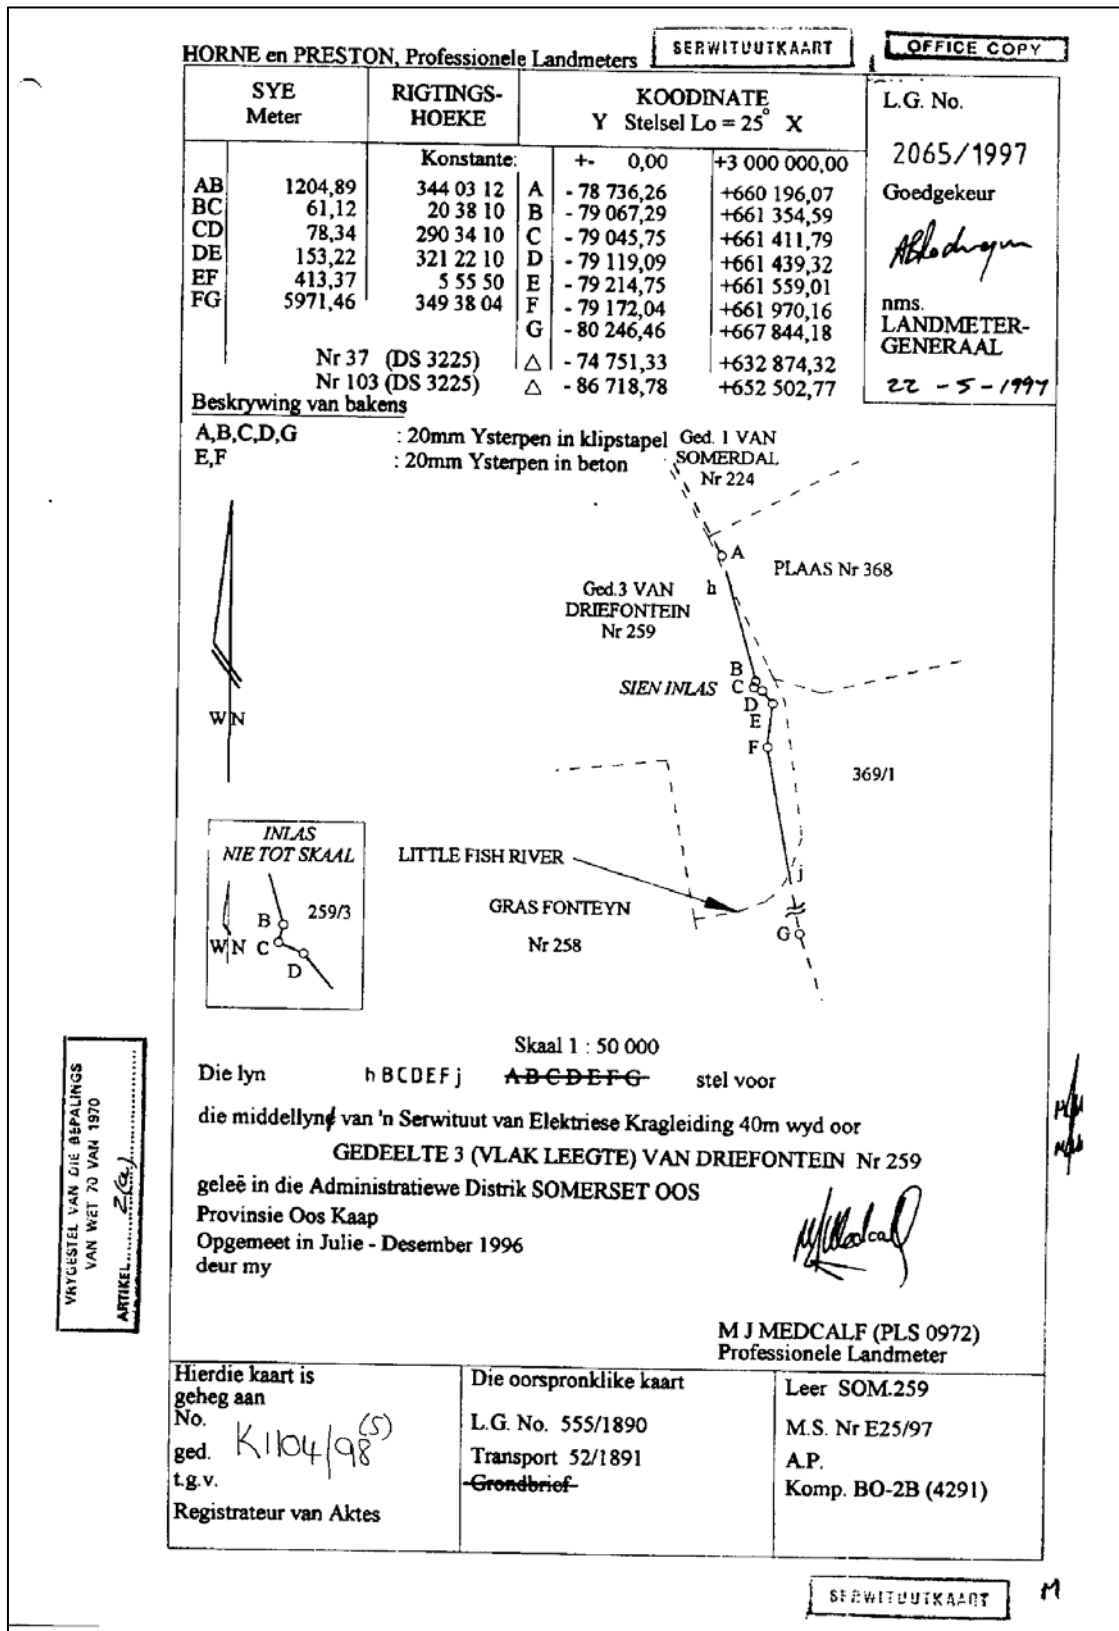 HORNE en PRESTON, Professionele Landmeters
SERWITUUTKAART
OFFICE COPY
SYE
Meter
RIGTINGS-
HOEKE
KOODINATE
Y Stelsel Lo = 25° X
L.G. No.
2065/1997
Goedgekeur
nms.
LANDMETER-
GENERAAL
22 - 5 - 1997
Konstante: +- 0,00 +3 000 000,00
AB 1204,89 344 03 12 A - 78 736,26 +660 196,07
BC 61,12 20 38 10 B - 79 067,29 +661 354,59
CD 78,34 290 34 10 C - 79 045,75 +661 411,79
DE 153,22 321 22 10 D - 79 119,09 +661 439,32
EF 413,37 5 55 50 E - 79 214,75 +661 559,01
FG 5971,46 349 38 04 F - 79 172,04 +661 970,16
G - 80 246,46 +667 844,18
Nr 37 (DS 3225) △ - 74 751,33 +632 874,32
Nr 103 (DS 3225) △ - 86 718,78 +652 502,77
Beskrywing van bakens
A,B,C,D,G : 20mm Ysterpen in klipstapel
E,F : 20mm Ysterpen in beton
Ged. 1 VAN
SOMERDAL
Nr 224
A
PLAAS Nr 368
h
Ged.3 VAN
DRIEFONTEIN
Nr 259
B
SIEN INLAS C
D
E
F
W N
369/1
INLAS
NIE TOT SKAAL
B 259/3
W N C
D
LITTLE FISH RIVER
j
GRAS FONTEYN
Nr 258
G
Skaal 1 : 50 000
Die lyn h BCDEF j ABCDEFG stel voor
die middellyne van 'n Serwituut van Elektriese Kragleiding 40m wyd oor
GEDEELTE 3 (VLAK LEEGTE) VAN DRIEFONTEIN Nr 259
geleë in die Administratiewe Distrik SOMERSET OOS
Provinsie Oos Kaap
Opgemeet in Julie - Desember 1996
deur my
M J MEDCALF (PLS 0972)
Professionele Landmeter
VRYGESTEL VAN DIE BEPALINGS
VAN WET 70 VAN 1970
ARTIKEL 2(a)
Hierdie kaart is
geheg aan
No. K1104/98(S)
ged.
t.g.v.
Registrateur van Aktes
Die oorspronklike kaart
L.G. No. 555/1890
Transport 52/1891
Grondbrief
Leer SOM.259
M.S. Nr E25/97
A.P.
Komp. BO-2B (4291)
SERWITUUTKAART
M